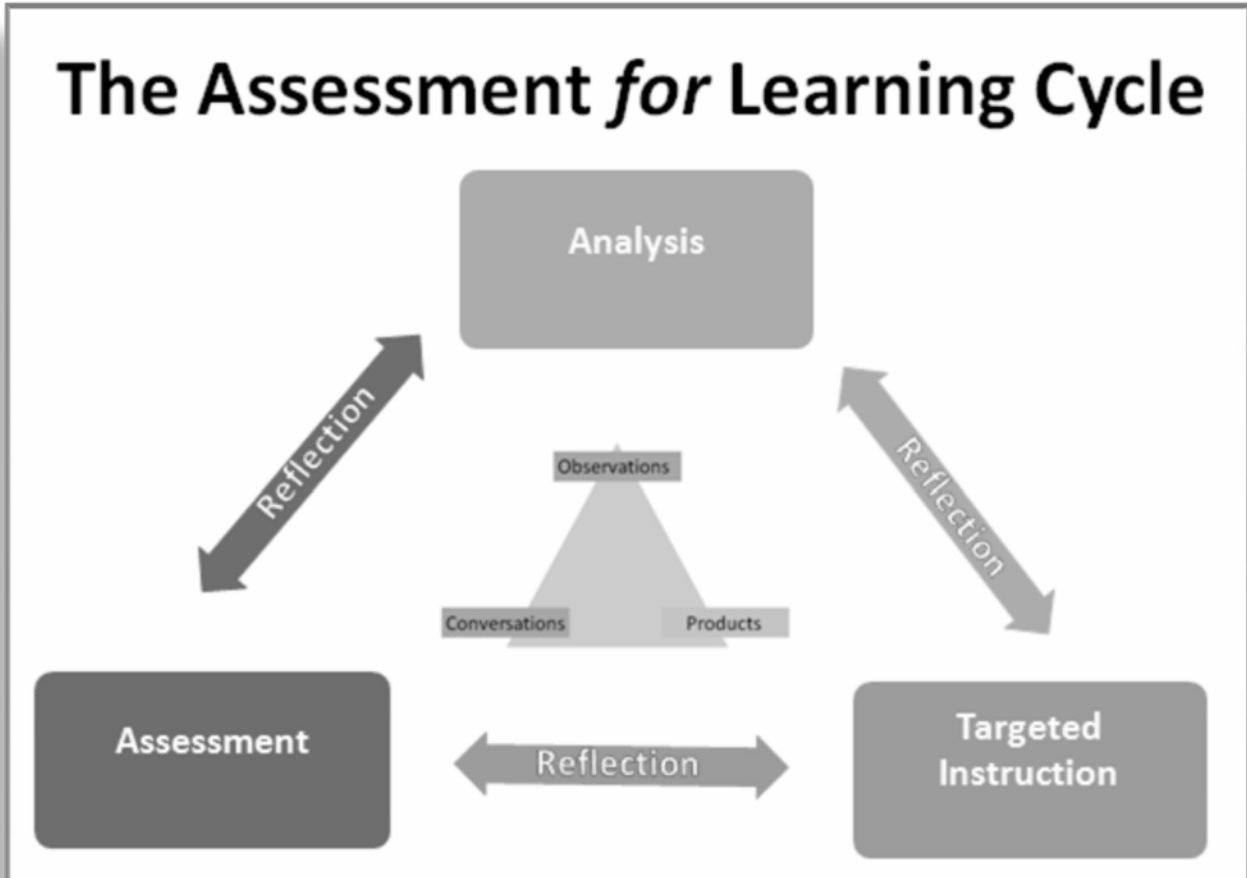 The Assessment for Learning Cycle
Analysis
Reflection
Reflection
Observations
Conversations
Products
Assessment
Reflection
Targeted
Instruction